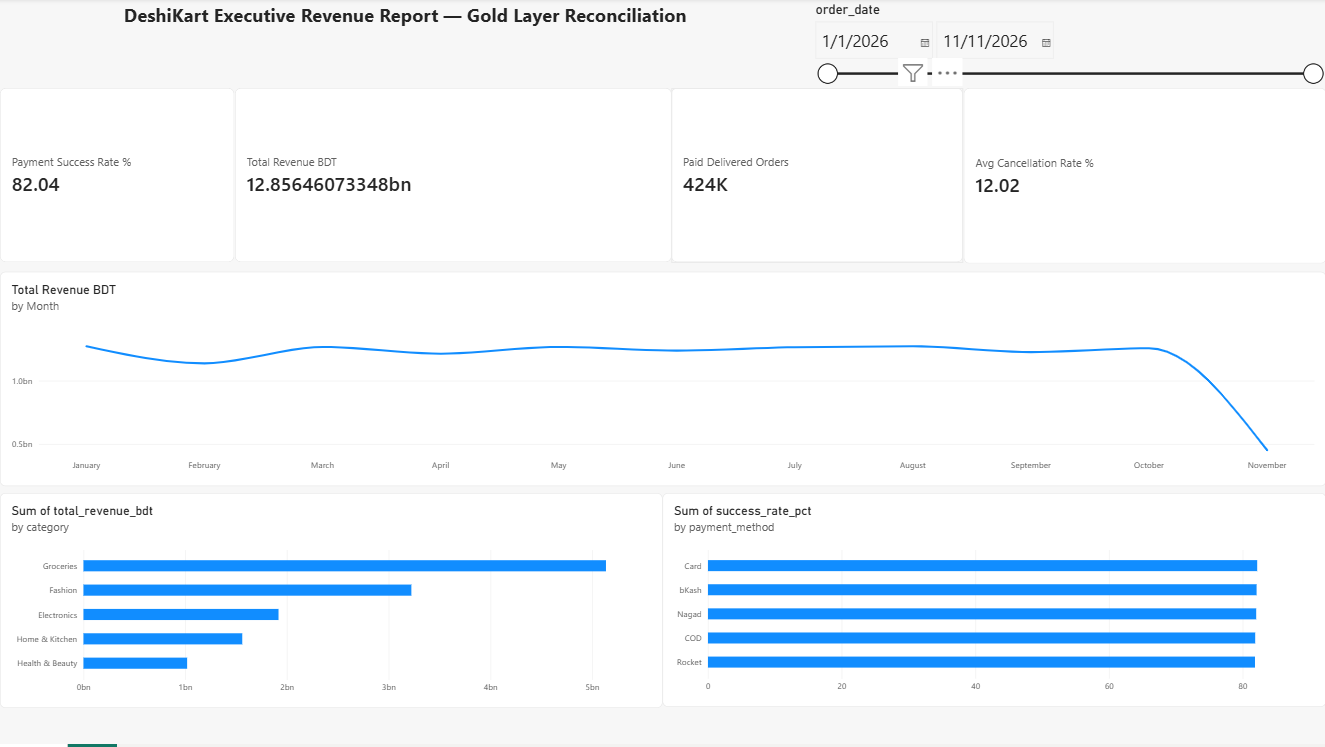 DeshiKart Executive Revenue Report — Gold Layer Reconciliation
order_date
1/1/2026
11/11/2026
Payment Success Rate %
82.04
Total Revenue BDT
12.85646073348bn
Paid Delivered Orders
424K
Avg Cancellation Rate %
12.02
Total Revenue BDT
by Month
1.0bn
0.5bn
January February March April May June July August September October November
Sum of total_revenue_bdt
by category
Groceries
Fashion
Electronics
Home & Kitchen
Health & Beauty
0bn 1bn 2bn 3bn 4bn 5bn
Sum of success_rate_pct
by payment_method
Card
bKash
Nagad
COD
Rocket
0 20 40 60 80